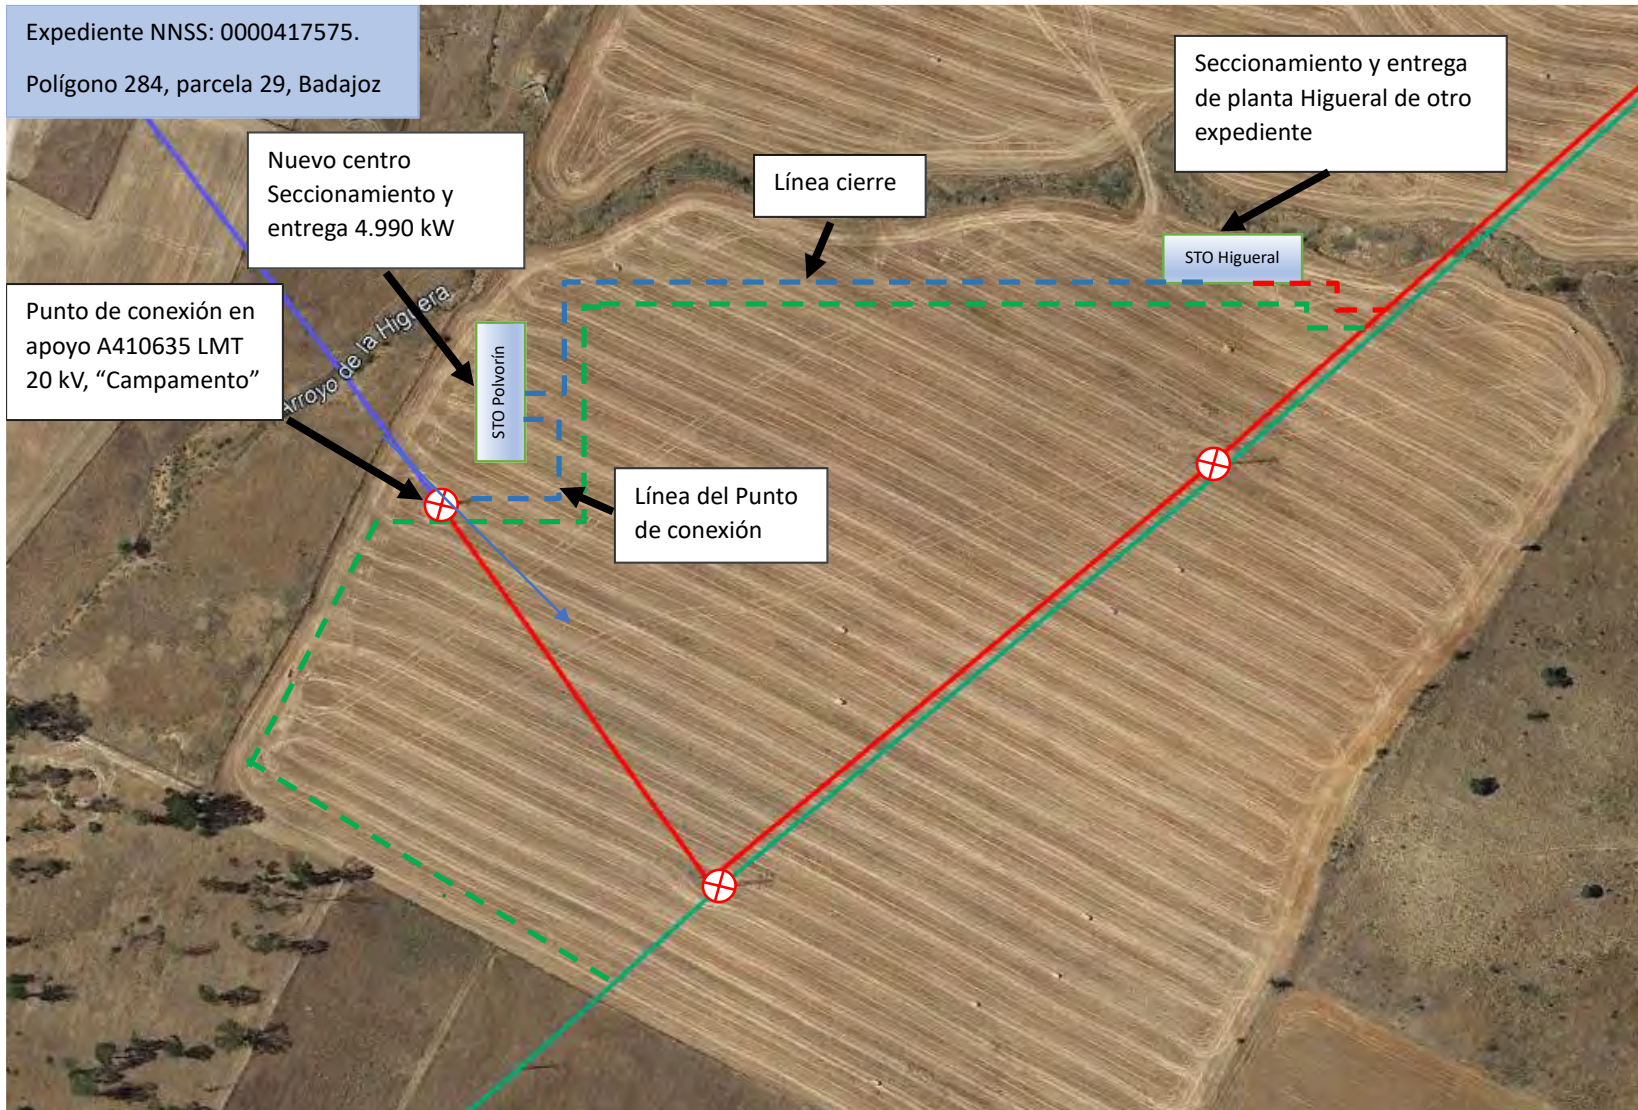 Expediente NNSS: 0000417575.
Polígono 284, parcela 29, Badajoz
Nuevo centro
Seccionamiento y
entrega 4.990 kW
Línea cierre
Seccionamiento y entrega
de planta Higueral de otro
expediente
STO Higueral
Punto de conexión en
apoyo A410635 LMT
20 kV, “Campamento”
Arroyo de la Higuera
STO Polvorín
Línea del Punto
de conexión